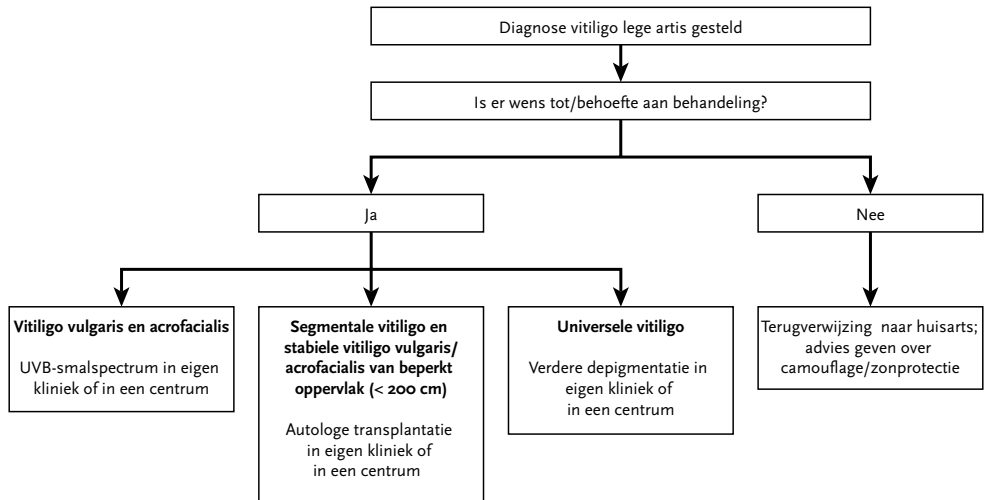 Diagnose vitiligo lege artis gesteld
Is er wens tot/behoefte aan behandeling?
Ja
Nee
Vitiligo vulgaris en acrofacialis
UVB-smalspectrum in eigen
kliniek of in een centrum
Segmentale vitiligo en
stabiele vitiligo vulgaris/
acrofacialis van beperkt
oppervlak (< 200 cm)
Autologe transplantatie
in eigen kliniek of
in een centrum
Universele vitiligo
Verdere depigmentatie in
eigen kliniek of
in een centrum
Terugverwijzing naar huisarts;
advies geven over
camouflage/zonprotectie